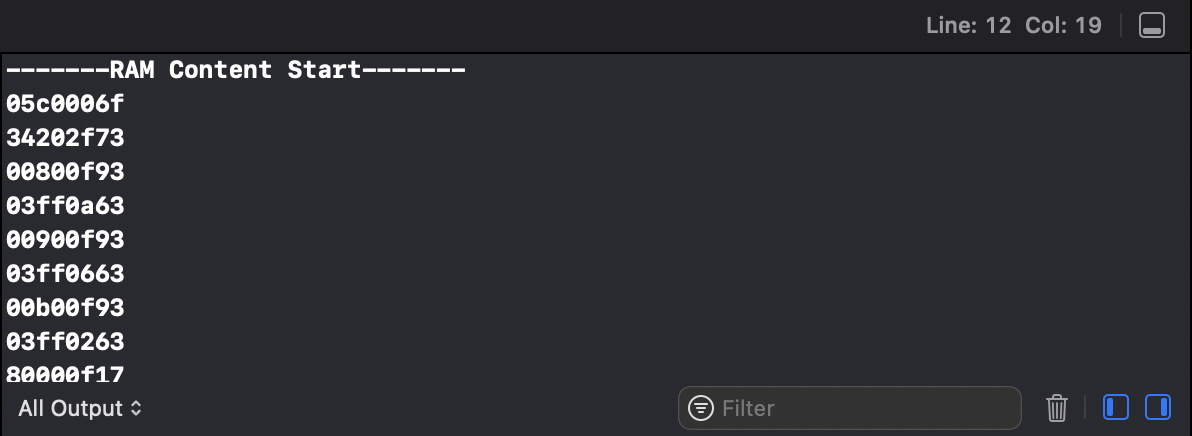 Line: 12 Col: 19
-------RAM Content Start-------
05c0006f
34202f73
00800f93
03ff0a63
00900f93
03ff0663
00b00f93
03ff0263
80000f17
All Output
Filter